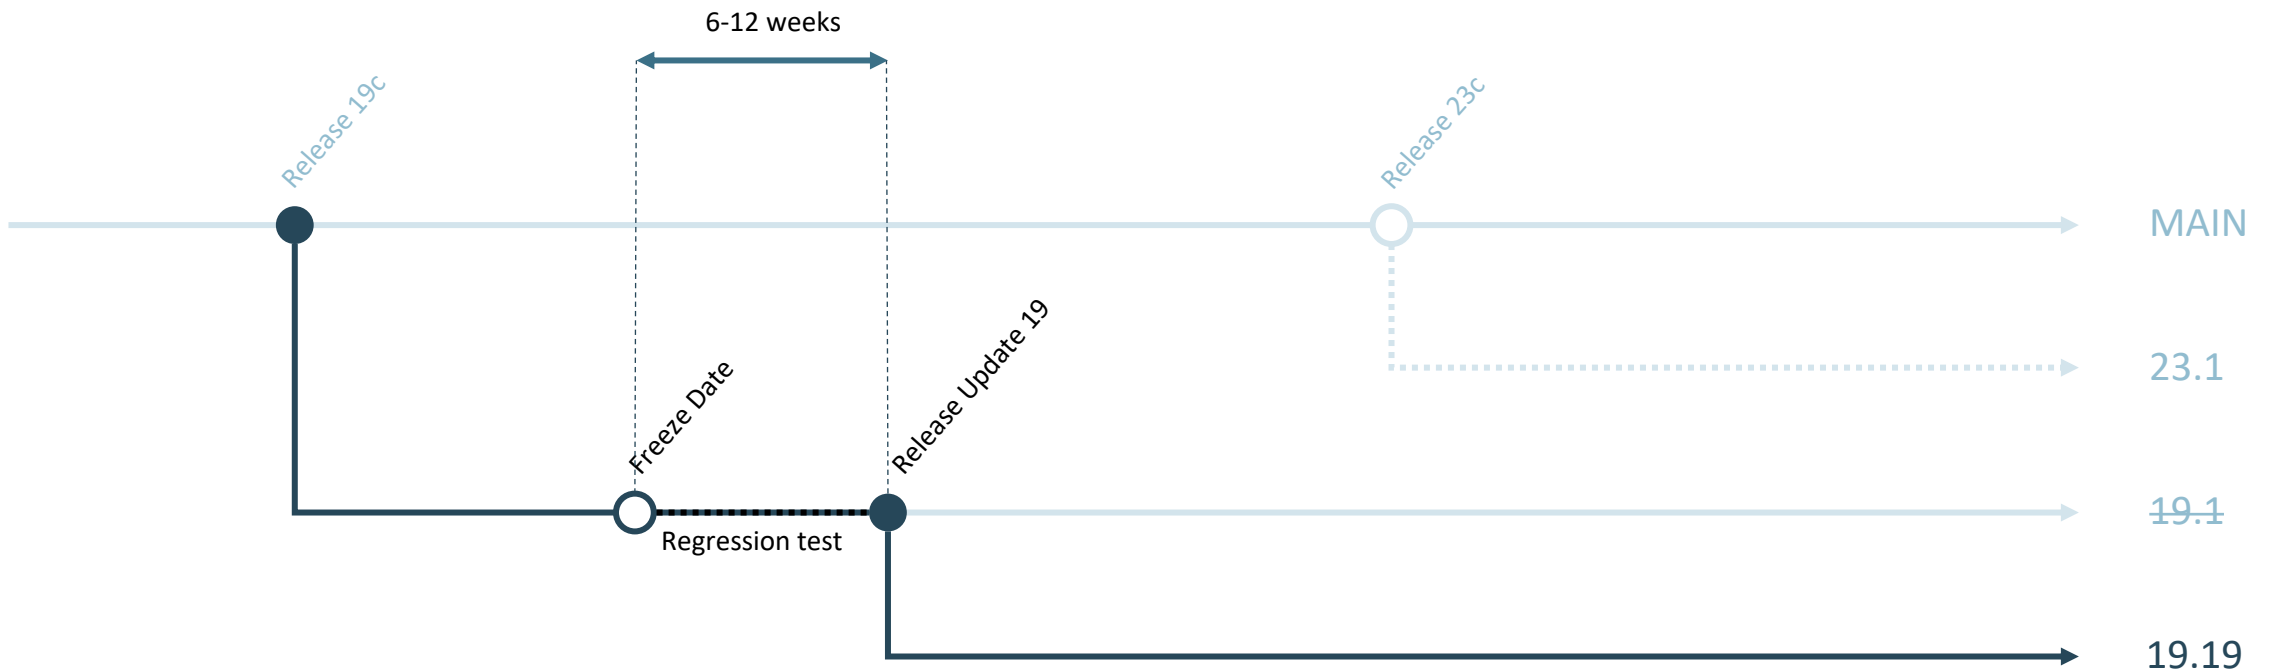 6-12 weeks
Release 19c
Release 23c
MAIN
Release Update 19
Freeze Date
23.1
19.1
Regression test
19.19